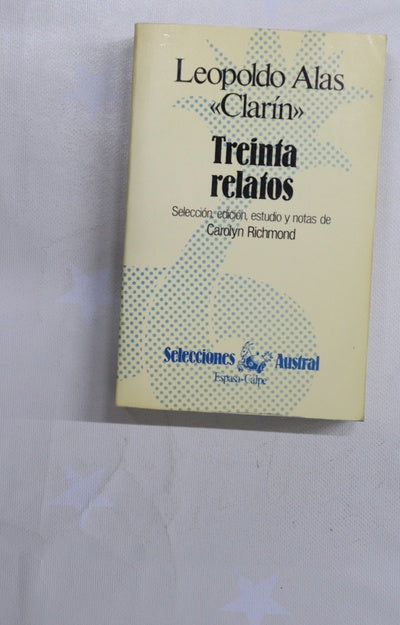 Leopoldo Alas
«Clarín»
Treinta
relatos
Selección, edición, estudio y notas de
Carolyn Richmond
Selecciones Austral
Espasa-Calpe